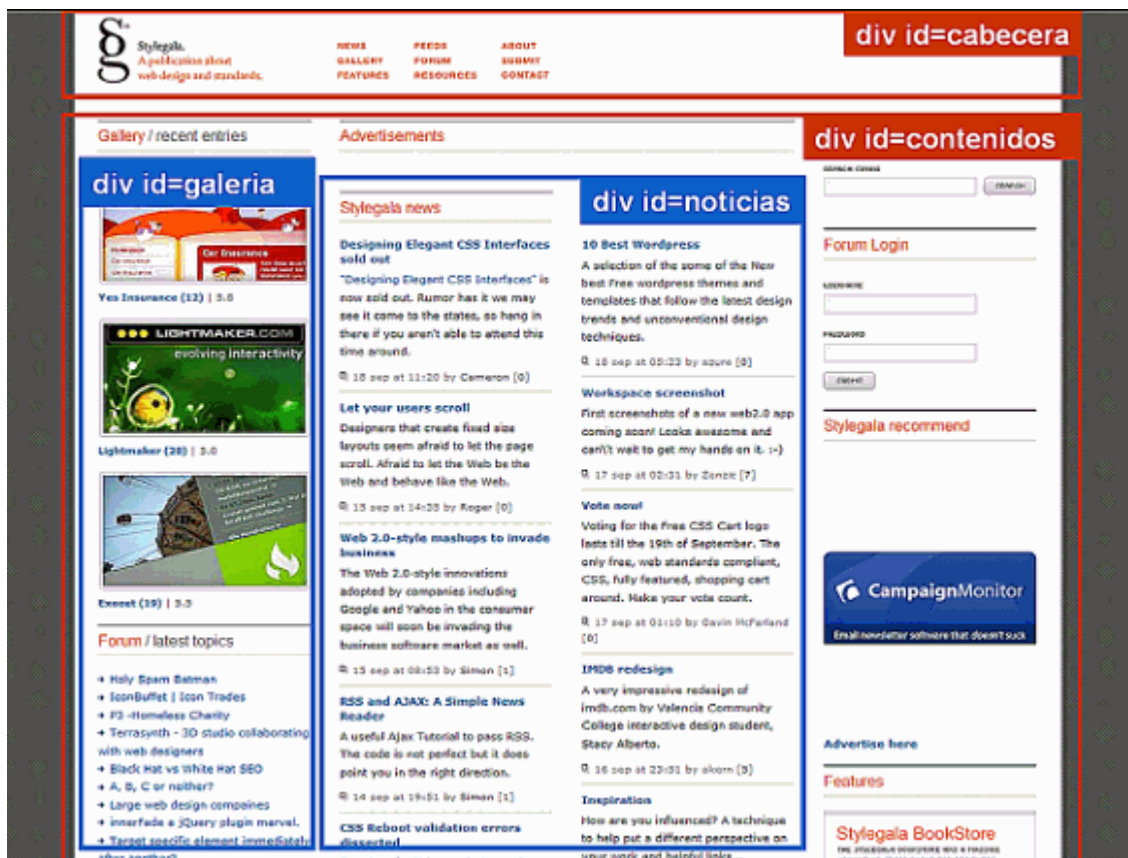 Stylegala.
A publication about
web design and standards.
NEWS FEEDS ABOUT
GALLERY FORUM SUBMIT
FEATURES RESOURCES CONTACT
div id=cabecera
div id=contenidos
Gallery / recent entries
div id=galeria
Car Insurance
Yes Insurance (12) | 3.8
LIGHTMAKER.COM
evolving interactivity
Lightmaker (28) | 3.0
Execet (19) | 3.3
Forum / latest topics
Holy Spam Batman
IconBuffet | Icon Trades
P3 -Homeless Charity
Terrasynth - 3D studio collaborating
with web designers
Black Hat vs White Hat SEO
A, B, C or neither?
Large web design compaines
innerfade a jQuery plugin marvel.
Target specific element immediately
after another?
Advertisements
div id=noticias
Stylegala news
Designing Elegant CSS Interfaces
sold out
"Designing Elegant CSS Interfaces" is
now sold out. Rumor has it we may
see it come to the states, so hang in
there if you aren't able to attend this
time around.
18 sep at 11:20 by Cameron [0]
Let your users scroll
Designers that create fixed size
layouts seem afraid to let the page
scroll. Afraid to let the Web be the
Web and behave like the Web.
15 sep at 14:38 by Roger [0]
Web 2.0-style mashups to invade
business
The Web 2.0-style innovations
adopted by companies including
Google and Yahoo in the consumer
space will soon be invading the
business software market as well.
15 sep at 08:53 by Simon [1]
RSS and AJAX: A Simple News
Reader
A useful Ajax Tutorial to pass RSS.
The code is not perfect but it does
point you in the right direction.
14 sep at 19:51 by Simon [1]
CSS Reboot validation errors
dissected
10 Best Wordpress
A selection of the some of the New
best Free wordpress themes and
templates that follow the latest design
trends and unconventional design
techniques.
18 sep at 05:23 by azure [0]
Workspace screenshot
First screenshots of a new web2.0 app
coming soon! Looks awesome and
can\'t wait to get my hands on it. :-)
17 sep at 02:31 by Zenzic [7]
Vote now!
Voting for the Free CSS Cart logo
lasts till the 19th of September. The
only free, web standards compliant,
CSS, fully featured, shopping cart
around. Make your vote count.
17 sep at 01:10 by Gavin McFarland
[0]
IMDB redesign
A very impressive redesign of
imdb.com by Valencia Community
College interactive design student,
Stacy Alberto.
16 sep at 23:31 by akorn [5]
Inspiration
How are you influenced? A technique
to help put a different perspective on
your work and helpful links...
SEARCH
Forum Login
USERNAME
PASSWORD
SUBMIT
Stylegala recommend
CampaignMonitor
Email newsletter software that doesn't suck
Advertise here
Features
Stylegala BookStore